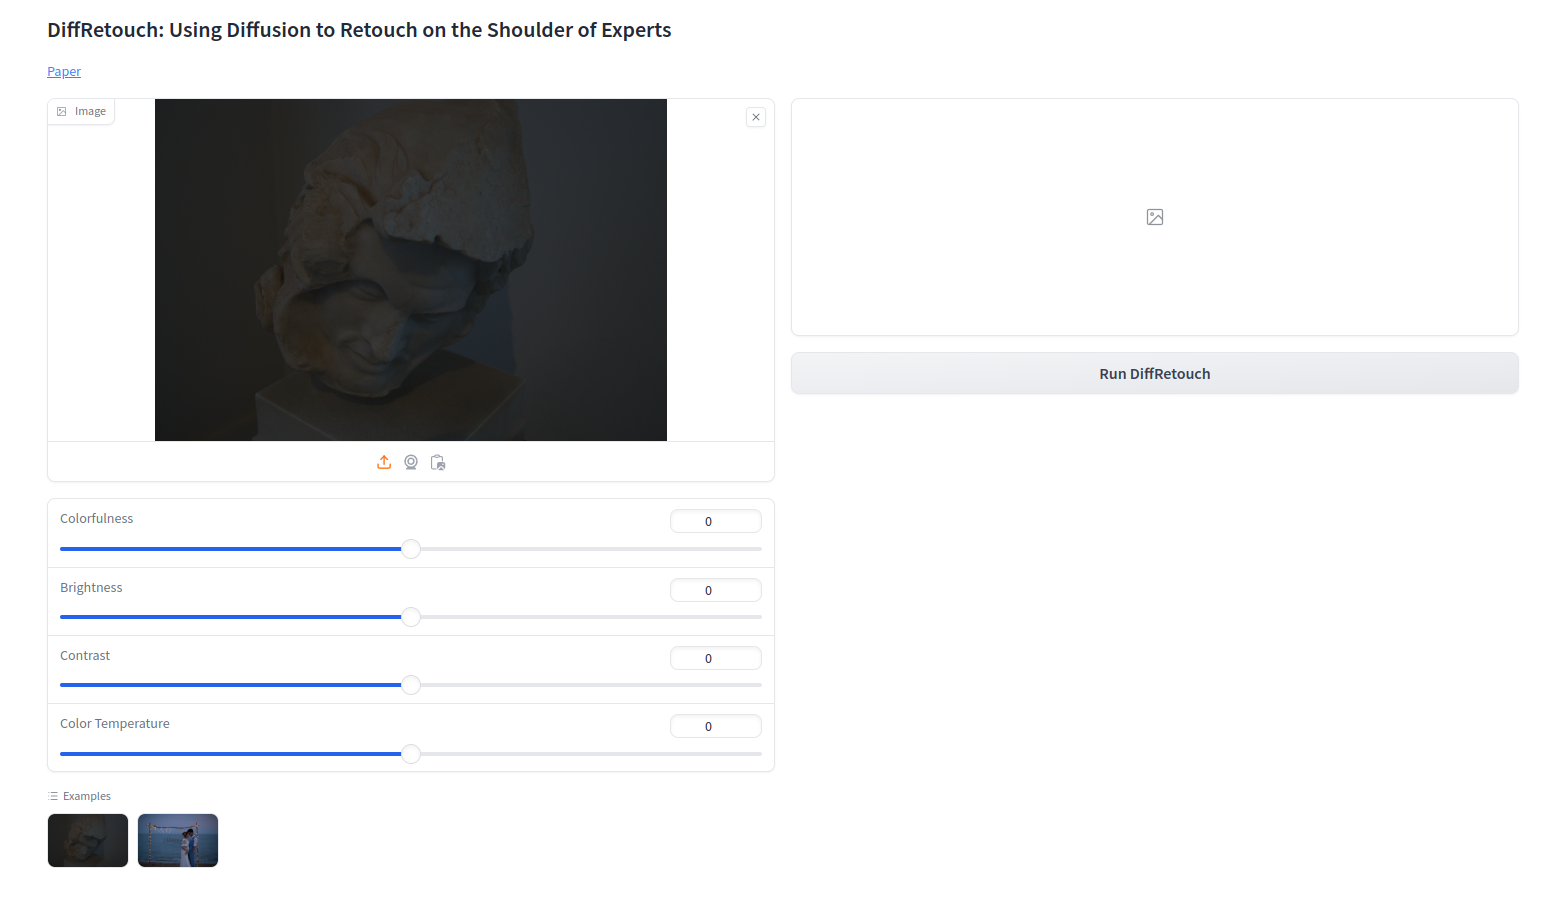 DiffRetouch: Using Diffusion to Retouch on the Shoulder of Experts
Paper
Image
Run DiffRetouch
Colorfulness
0
Brightness
0
Contrast
0
Color Temperature
0
Examples